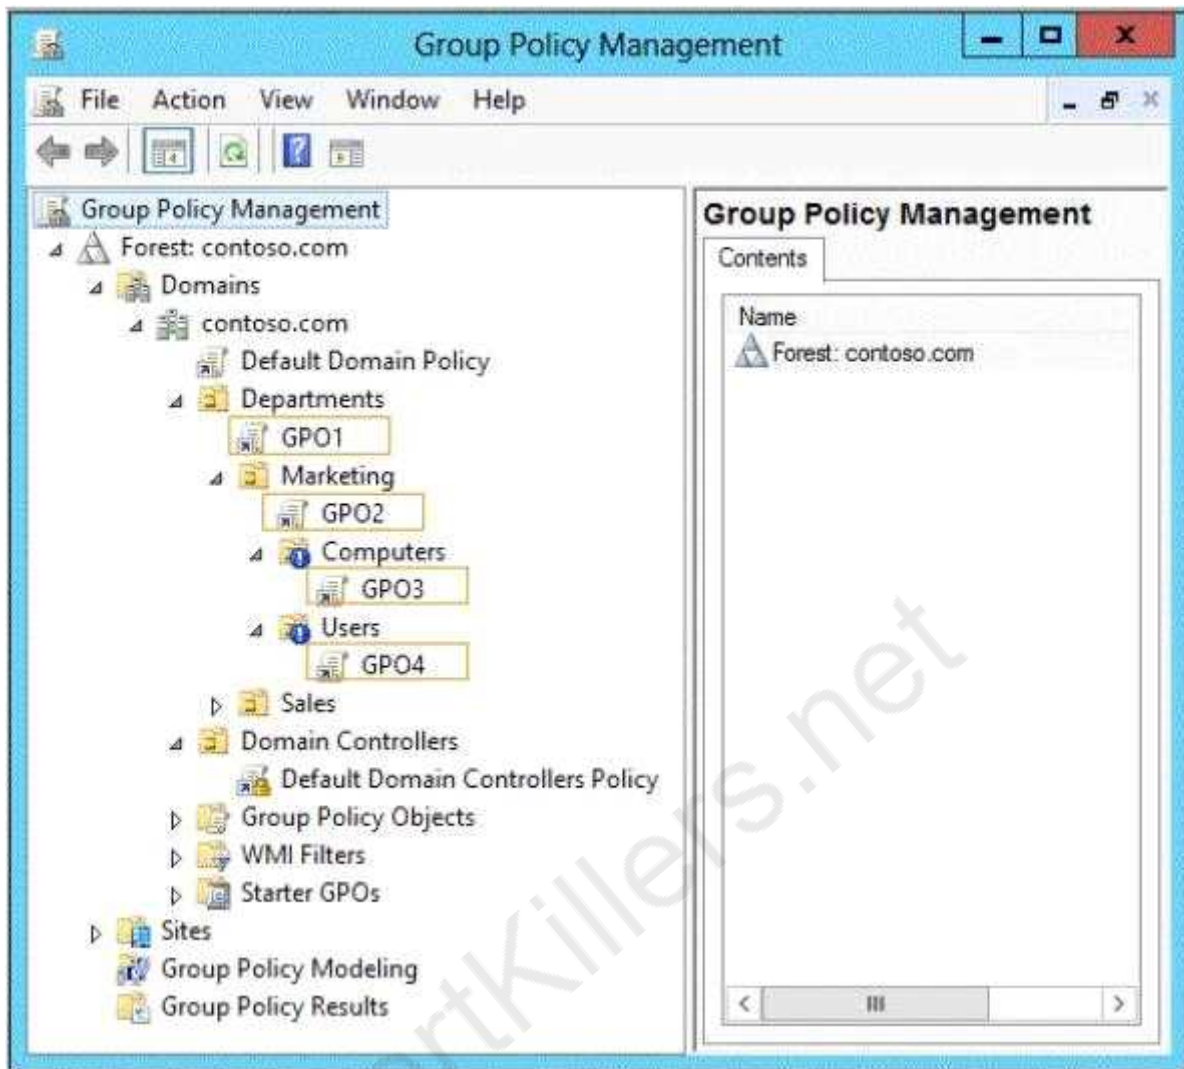 Group Policy Management
File Action View Window Help
Group Policy Management
Forest: contoso.com
Domains
contoso.com
Default Domain Policy
Departments
GPO1
Marketing
GPO2
Computers
GPO3
Users
GPO4
Sales
Domain Controllers
Default Domain Controllers Policy
Group Policy Objects
WMI Filters
Starter GPOs
Sites
Group Policy Modeling
Group Policy Results
Group Policy Management
Contents
Name
Forest: contoso.com
rtKillers.net